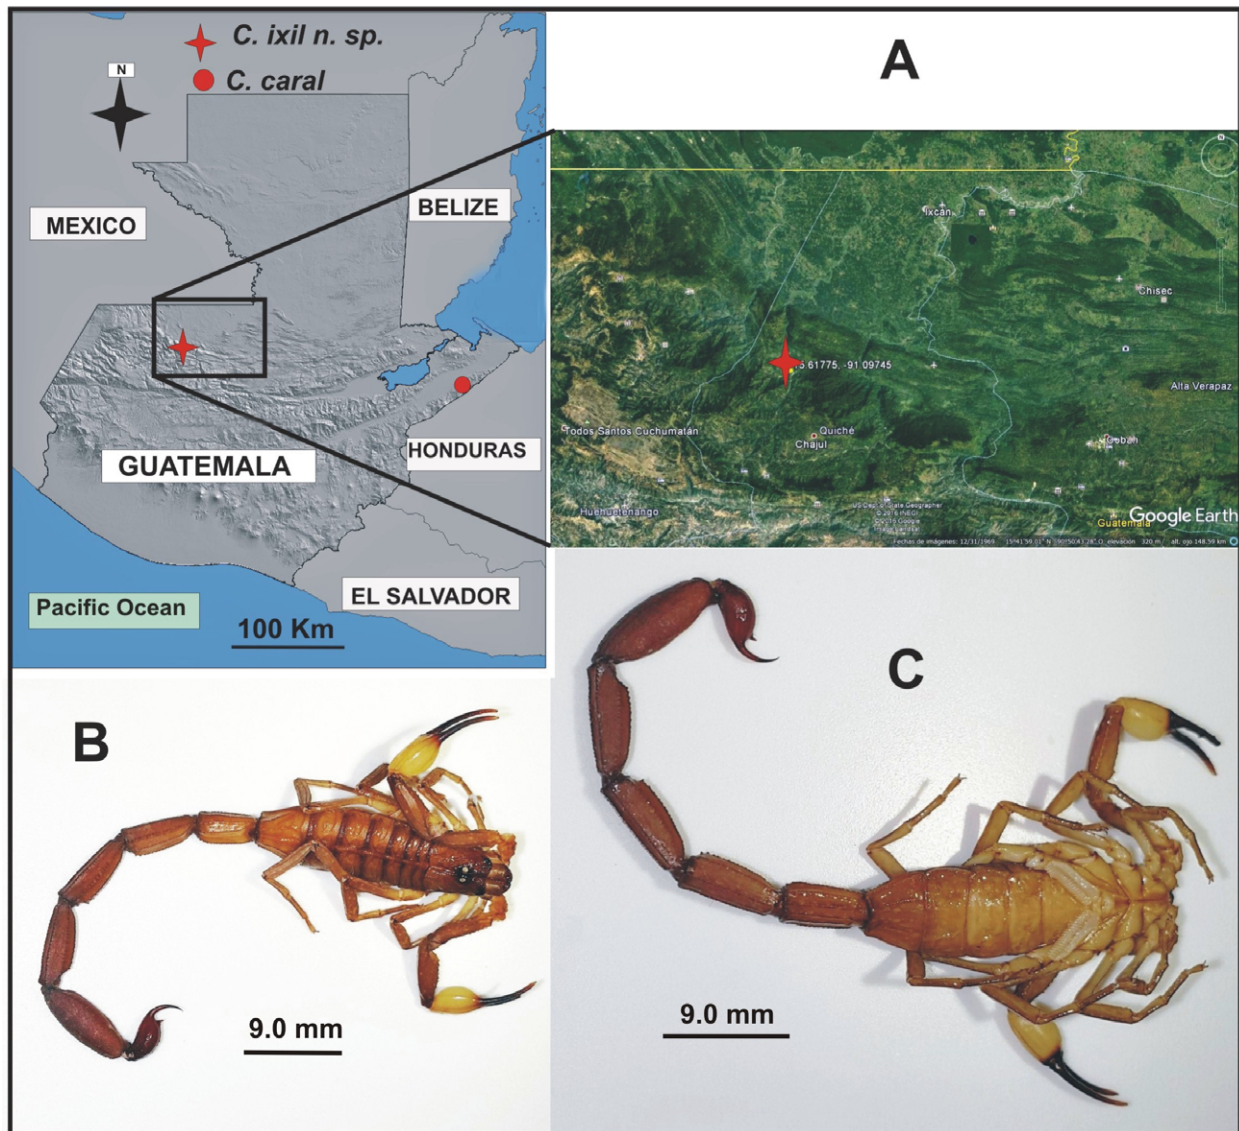 C. ixil n. sp.
C. caral
N
MEXICO
BELIZE
HONDURAS
GUATEMALA
EL SALVADOR
Pacific Ocean
100 Km
A
Ixcán
Chisec
Alta Verapaz
Todos Santos Cuchumatán
Quiché
Chajul
Huehuetenango
Guatemala
Google Earth
B
9.0 mm
C
9.0 mm